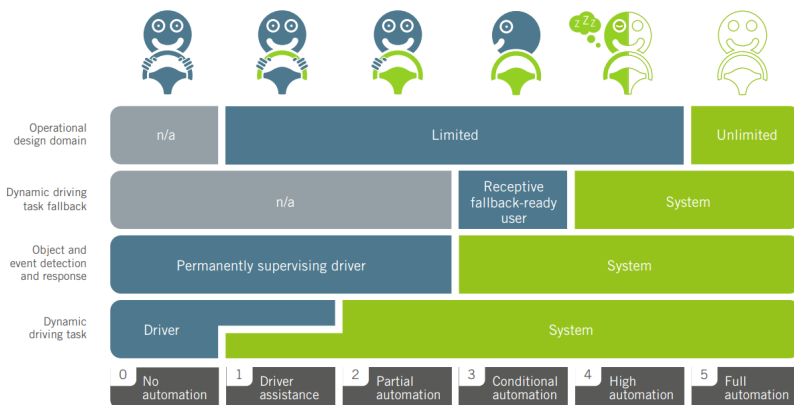 Z Z Z
Operational
design domain
n/a
Limited
Unlimited
Dynamic driving
task fallback
n/a
Receptive
fallback-ready
user
System
Object and
event detection
and response
Permanently supervising driver
System
Dynamic
driving task
Driver
System
0 No
automation
1 Driver
assistance
2 Partial
automation
3 Conditional
automation
4 High
automation
5 Full
automation